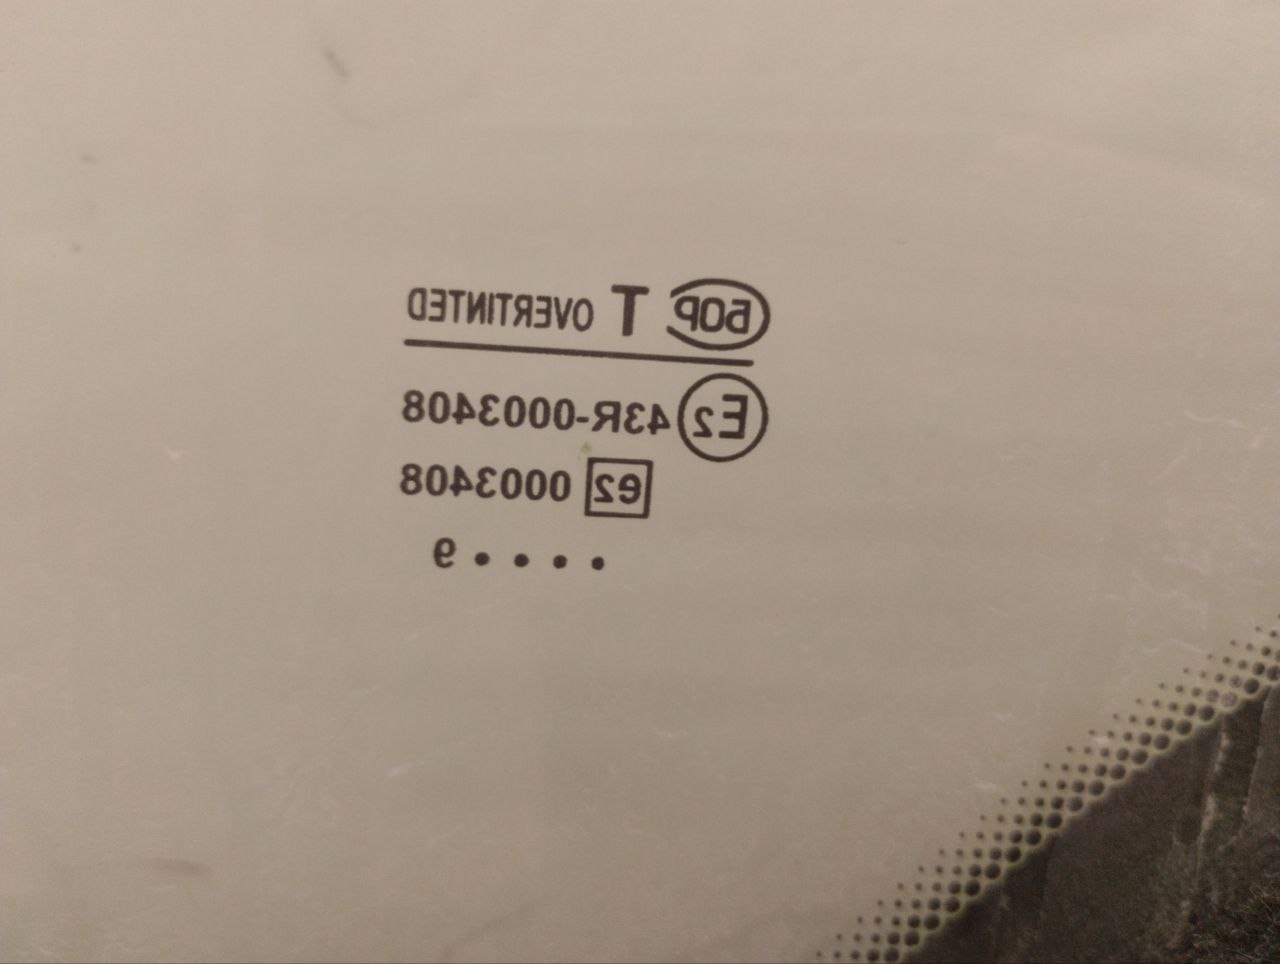 БОР T OVERTINTED
E2 43R-0003408
e2 0003408
. . . . 9